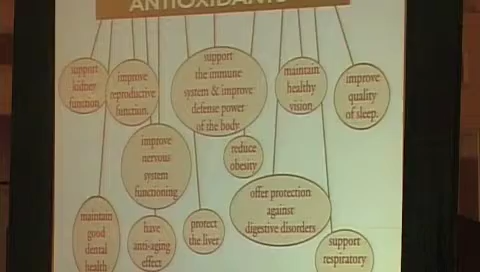 ANTIOXIDANTS
support
kidney
function
improve
reproductive
function.
support
the immune
system & improve
defense power
of the body
maintain
healthy
vision
improve
quality
of sleep.
improve
nervous
system
functioning
reduce
obesity
maintain
good
dental
health
have
anti-aging
effect
protect
the liver
offer protection
against
digestive disorders
support
respiratory